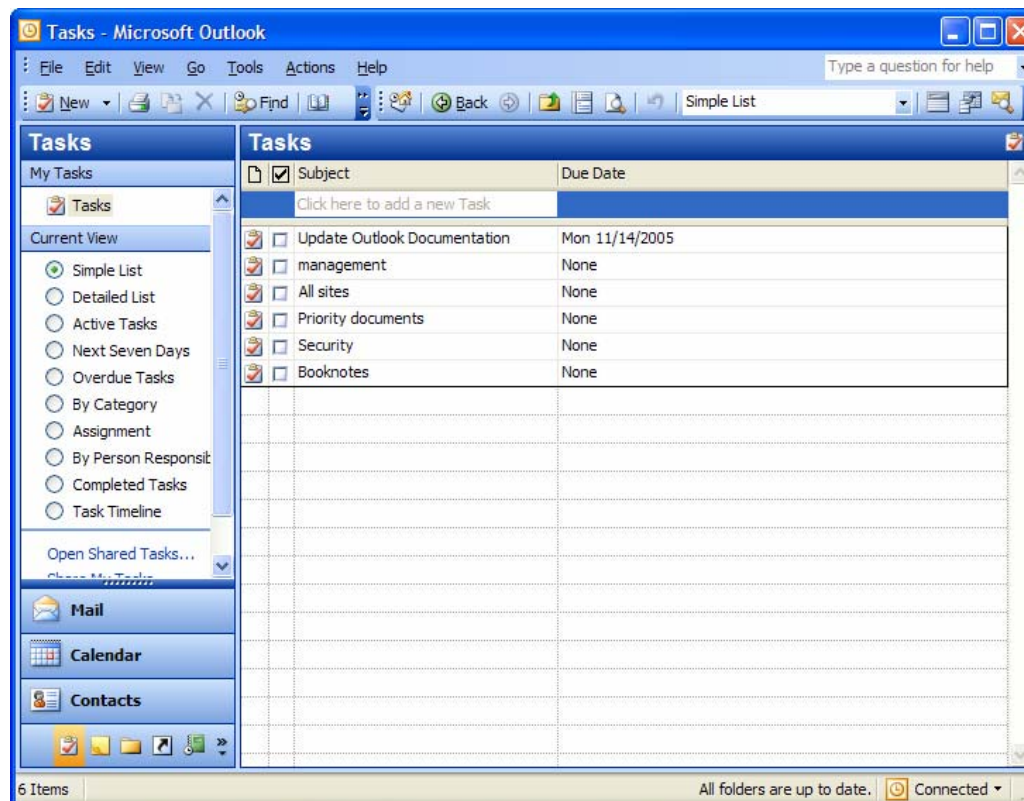 Tasks - Microsoft Outlook
File Edit View Go Tools Actions Help Type a question for help
New Find Back Simple List
Tasks
My Tasks
Tasks
Current View
Simple List
Detailed List
Active Tasks
Next Seven Days
Overdue Tasks
By Category
Assignment
By Person Responsib
Completed Tasks
Task Timeline
Open Shared Tasks...
Share My Tasks
Mail
Calendar
Contacts
Tasks
Subject Due Date
Click here to add a new Task
Update Outlook Documentation Mon 11/14/2005
management None
All sites None
Priority documents None
Security None
Booknotes None
6 Items All folders are up to date. Connected